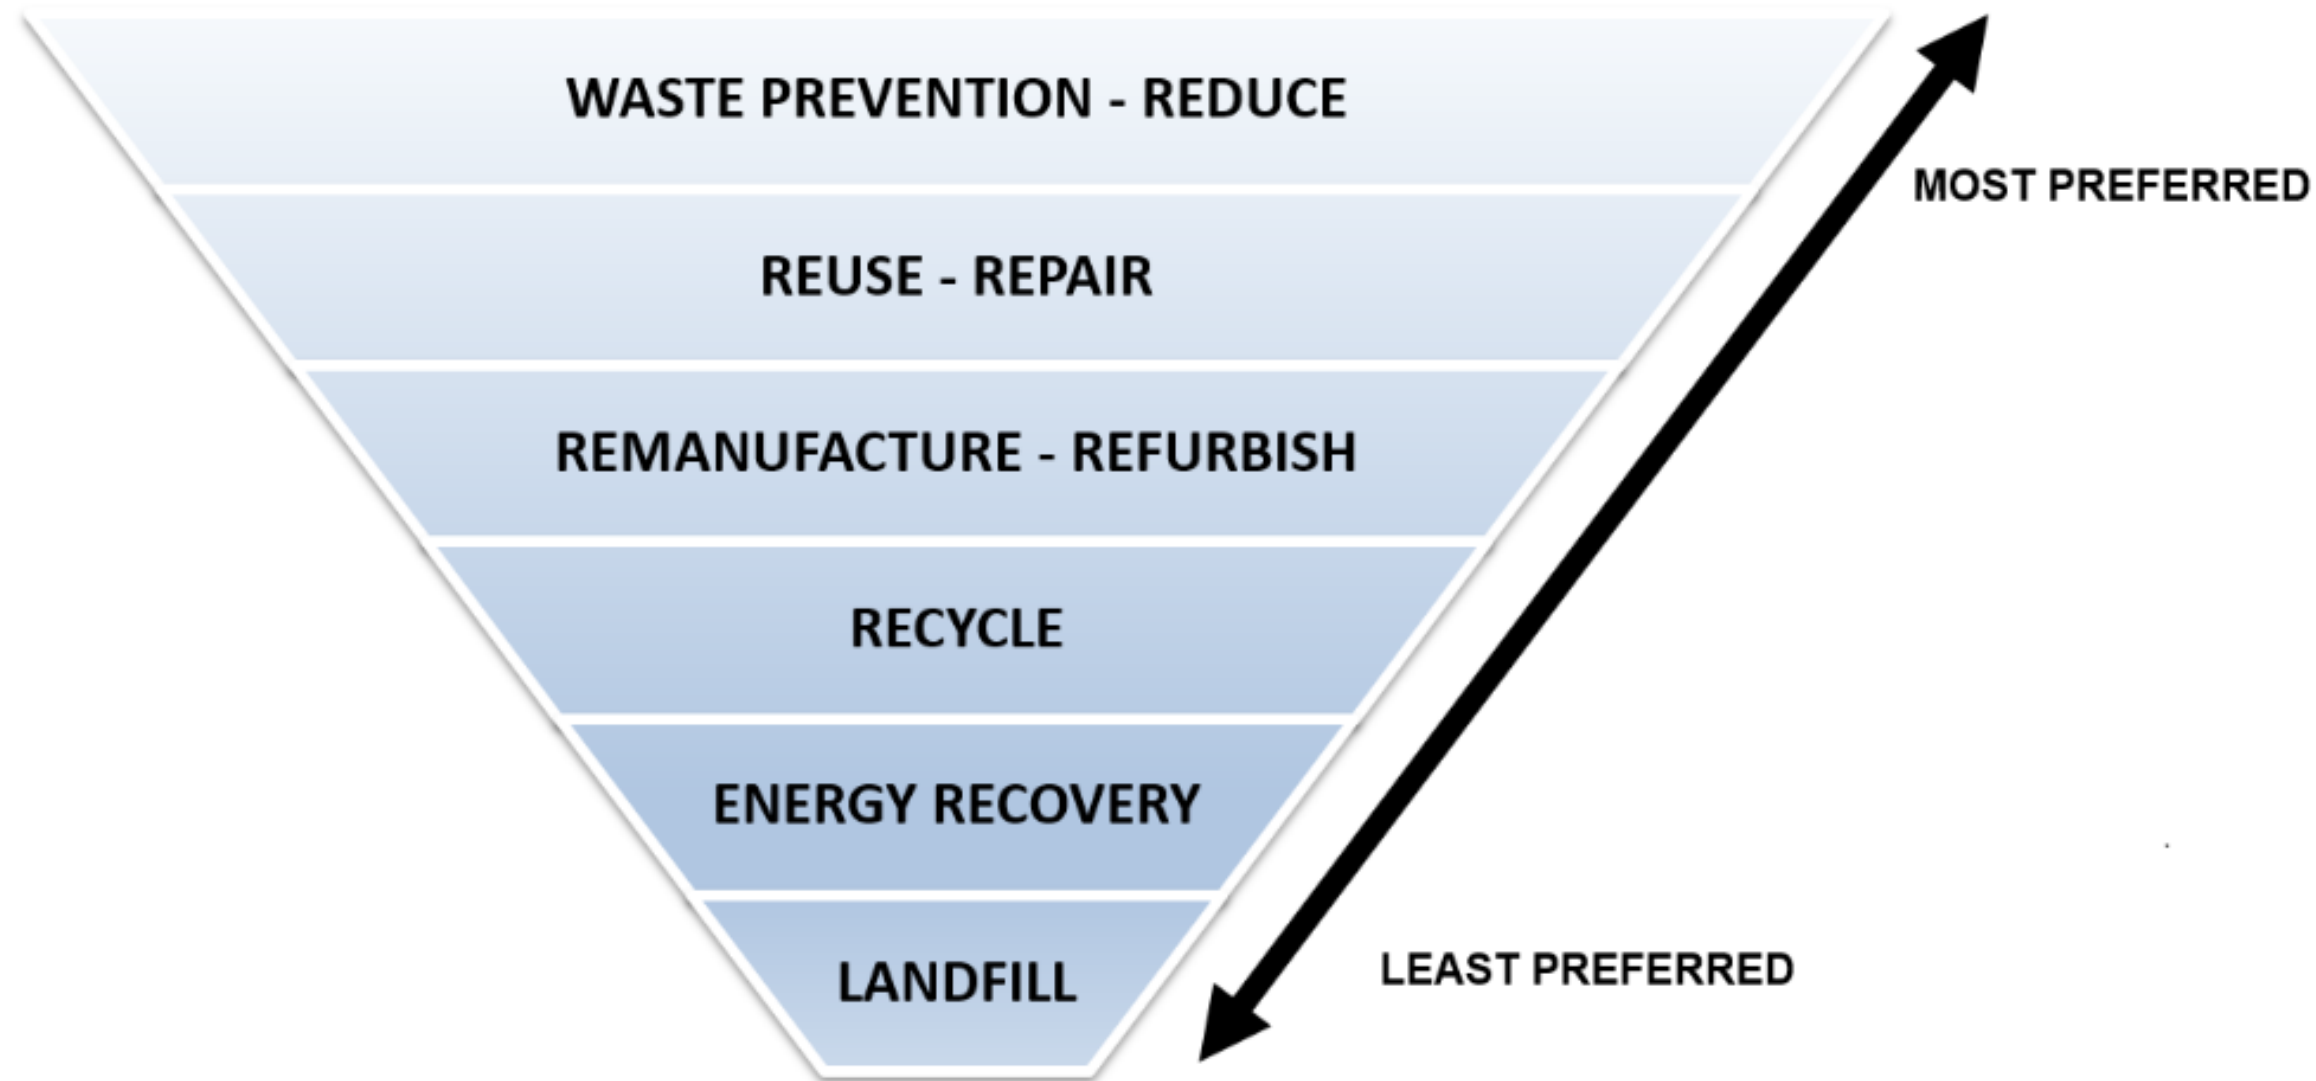 WASTE PREVENTION - REDUCE
MOST PREFERRED
REUSE - REPAIR
REMANUFACTURE - REFURBISH
RECYCLE
ENERGY RECOVERY
LEAST PREFERRED
LANDFILL